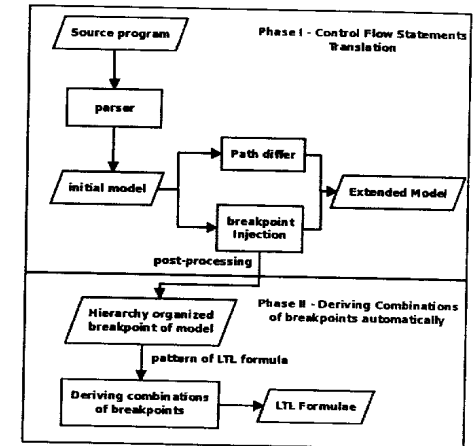 Source program
Phase I - Control Flow Statements
Translation
parser
Path differ
initial model
Extended Model
breakpoint
Injection
post-processing
Phase II - Deriving Combinations
of breakpoints automatically
Hierarchy organized
breakpoint of model
pattern of LTL formula
Deriving combinations
of breakpoints
LTL Formulae